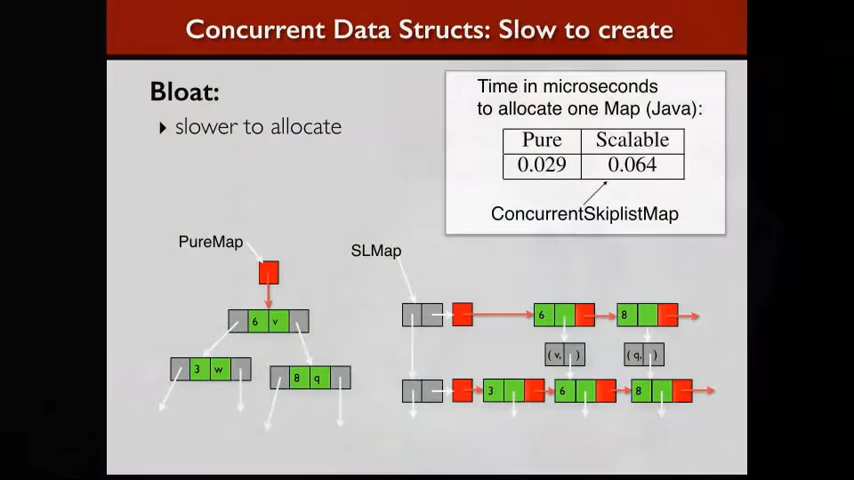 Concurrent Data Structs: Slow to create
Bloat:
slower to allocate
Time in microseconds
to allocate one Map (Java):
Pure Scalable
0.029 0.064
ConcurrentSkiplistMap
PureMap
SLMap
6 v
3 w
8 q
6 8
(v, ) (q, )
3 6 8